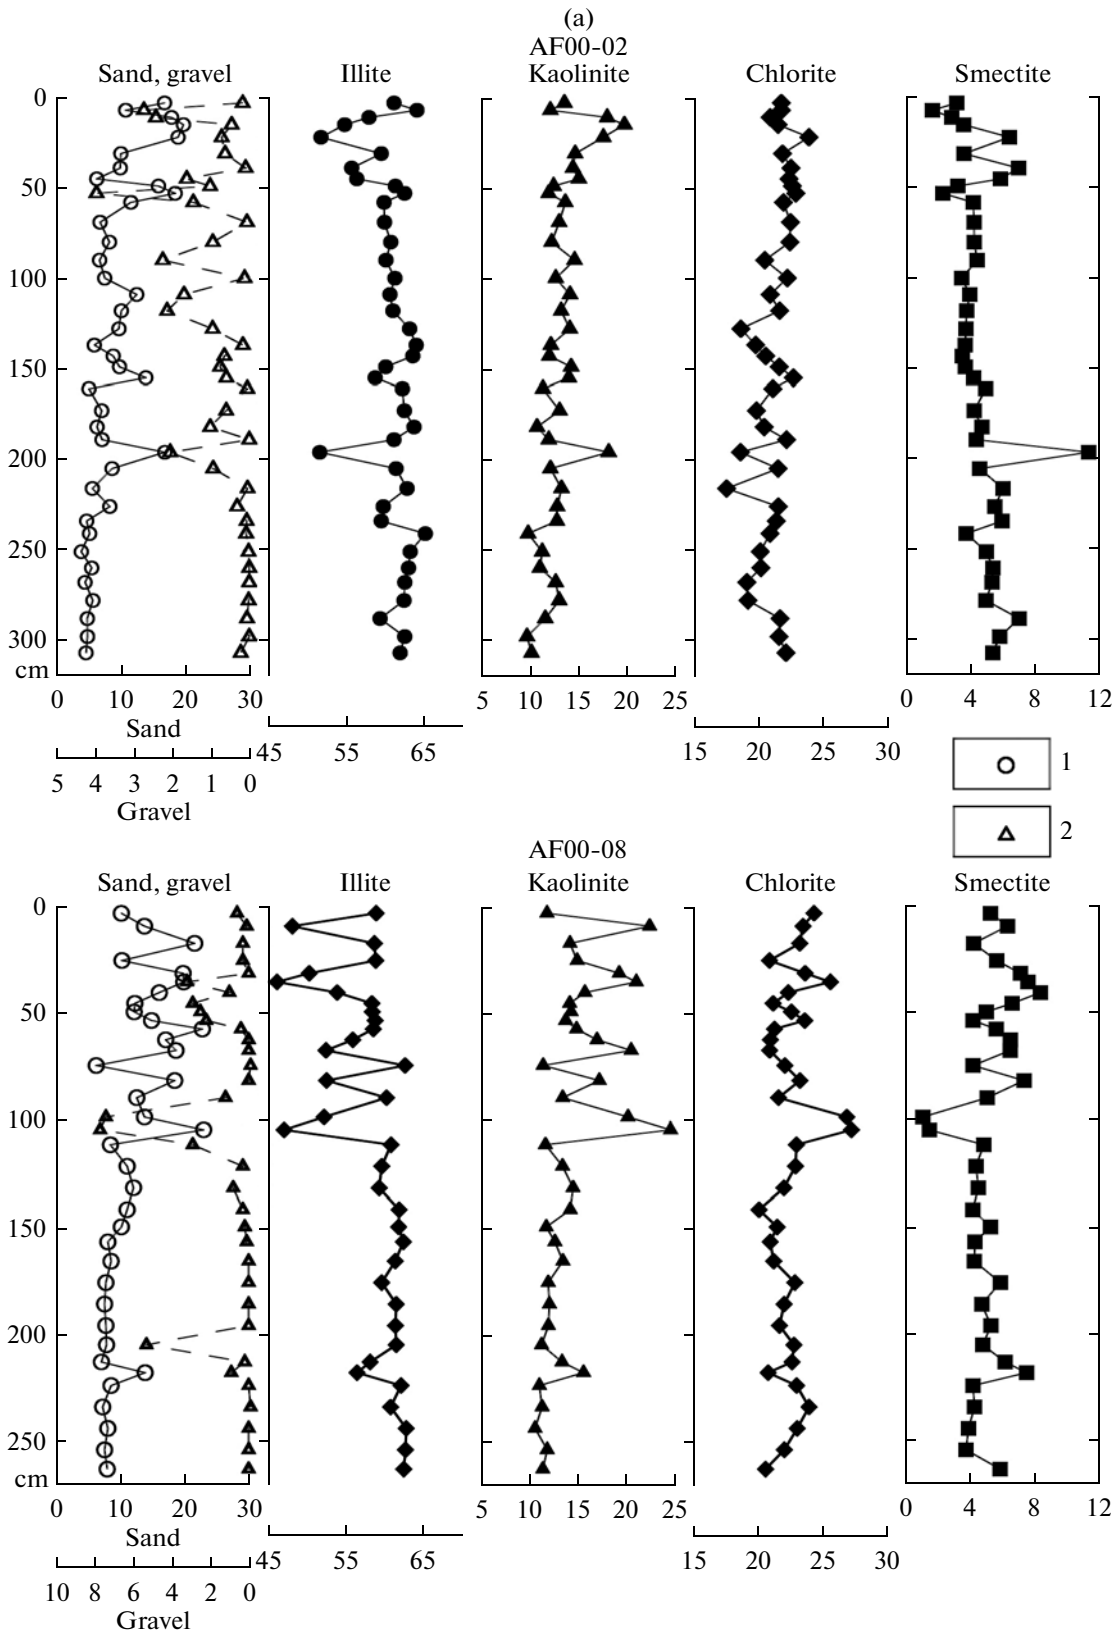 (a)
AF00-02
Sand, gravel Illite Kaolinite Chlorite Smectite
0
50
100
150
200
250
300
cm
0 10 20 30
Sand
45 55 65
5 10 15 20 25
15 21 25 30
0 4 8 12
5 4 3 2 1 0
Gravel
1
2
AF00-08
Sand, gravel Illite Kaolinite Chlorite Smectite
0
50
100
150
200
250
cm
0 10 20 30
Sand
45 55 65
5 10 15 20 25
15 20 25 30
0 4 8 12
10 8 6 4 2 0
Gravel